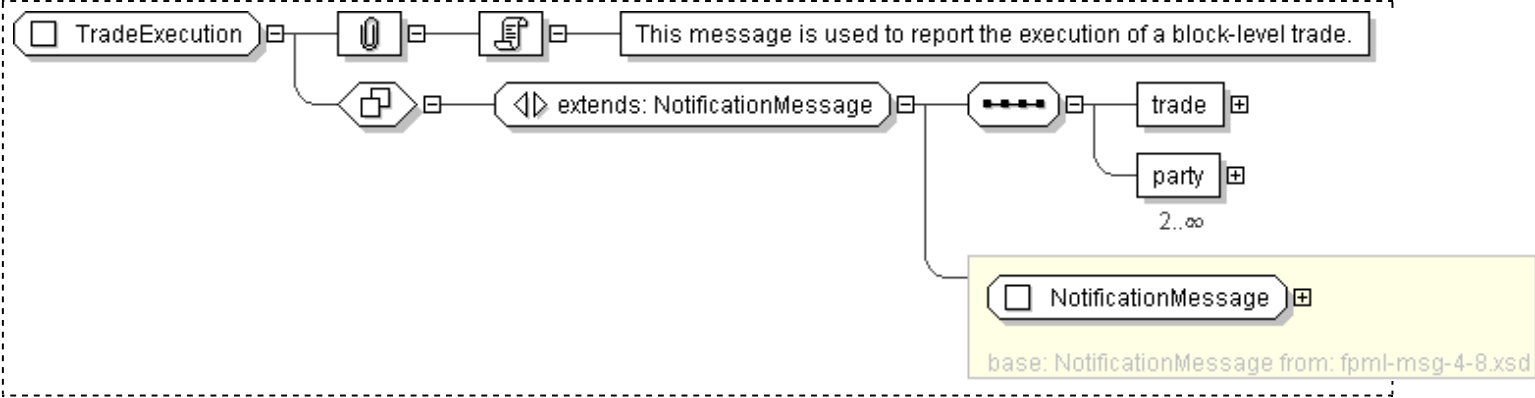 TradeExecution
This message is used to report the execution of a block-level trade.
extends: NotificationMessage
trade
party
2..∞
NotificationMessage
base: NotificationMessage from: fpml-msg-4-8.xsd